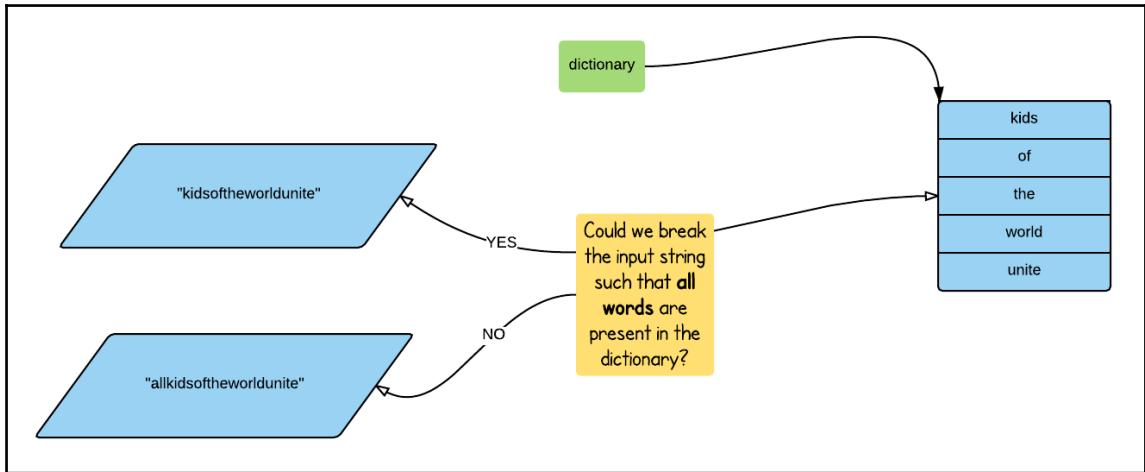 dictionary
kids
of
the
world
unite
"kidsoftheworldunite"
YES
Could we break
the input string
such that all
words are
present in the
dictionary?
NO
"allkidsoftheworldunite"